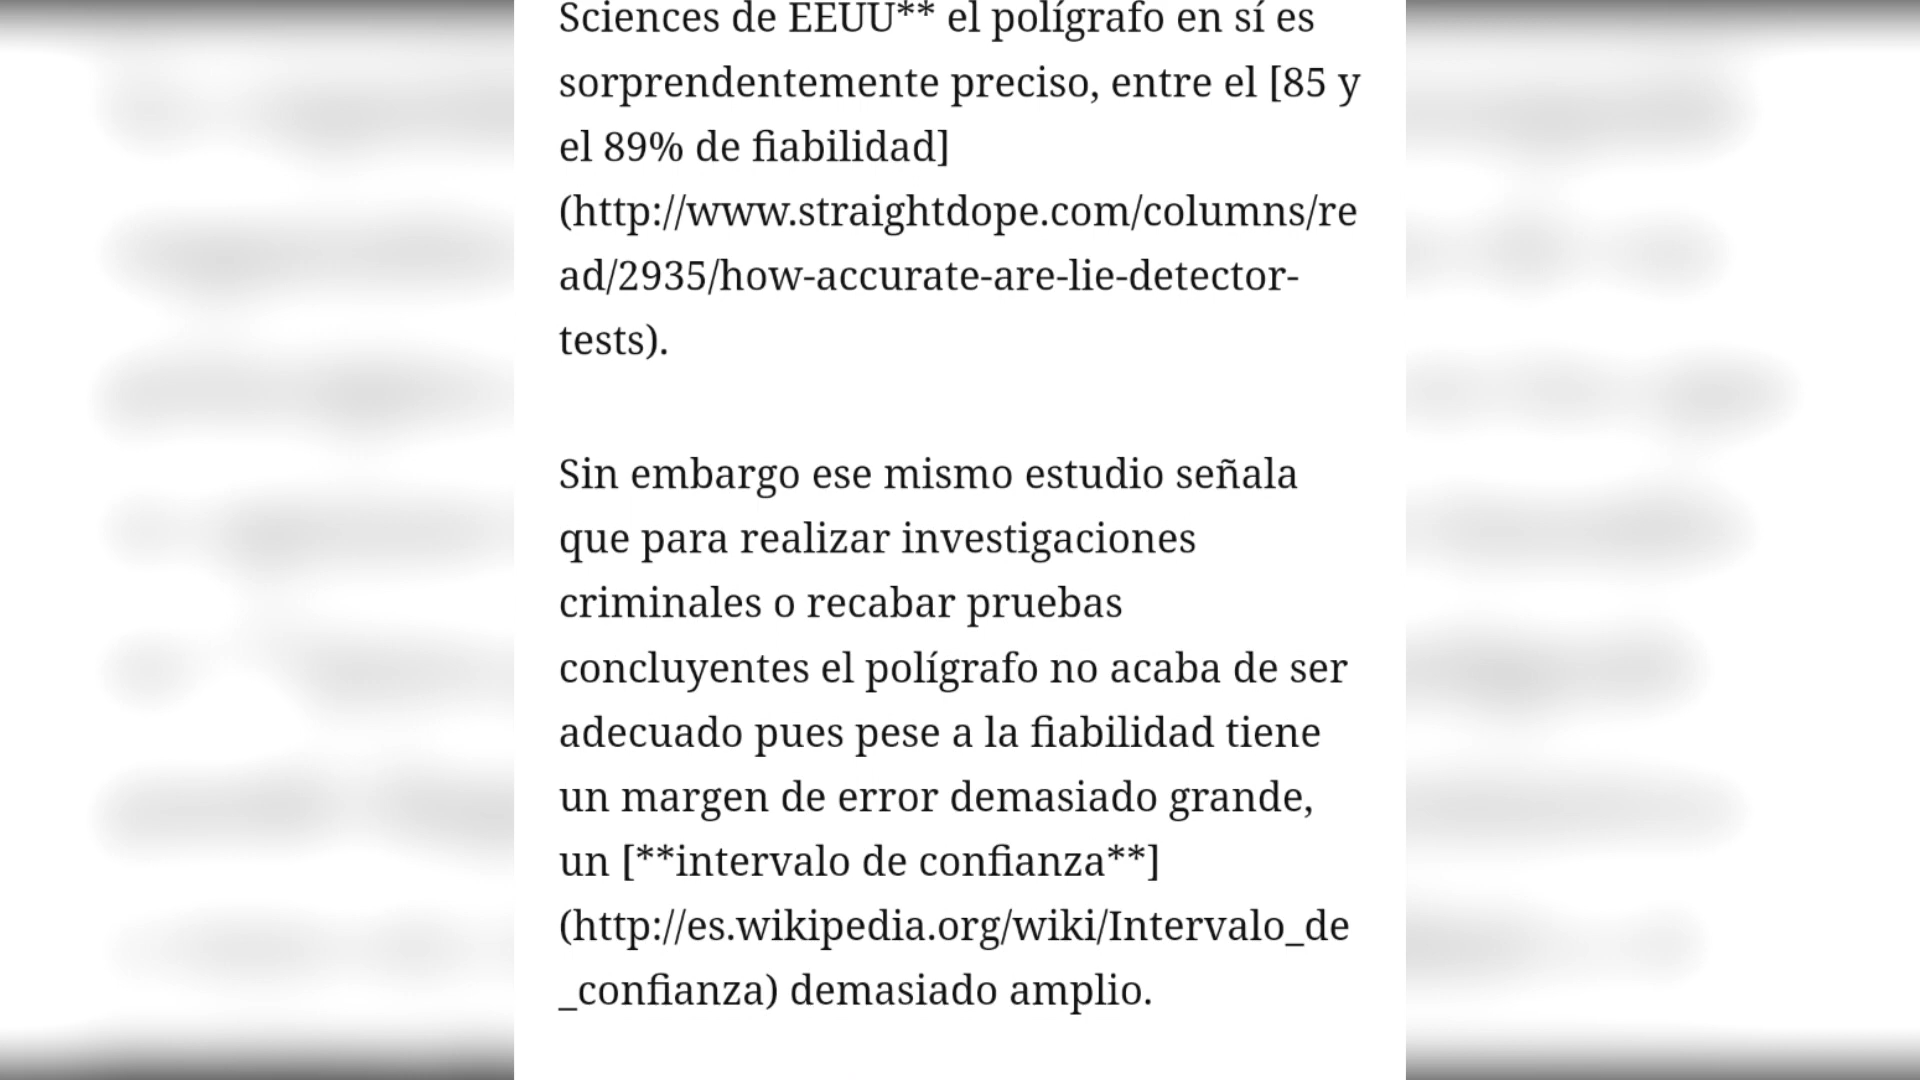 Sciences de EEUU** el polígrafo en sí es
sorprendentemente preciso, entre el [85 y
el 89% de fiabilidad]
(http://www.straightdope.com/columns/re
ad/2935/how-accurate-are-lie-detector-
tests).
Sin embargo ese mismo estudio señala
que para realizar investigaciones
criminales o recabar pruebas
concluyentes el polígrafo no acaba de ser
adecuado pues pese a la fiabilidad tiene
un margen de error demasiado grande,
un [**intervalo de confianza**]
(http://es.wikipedia.org/wiki/Intervalo_de
_confianza) demasiado amplio.